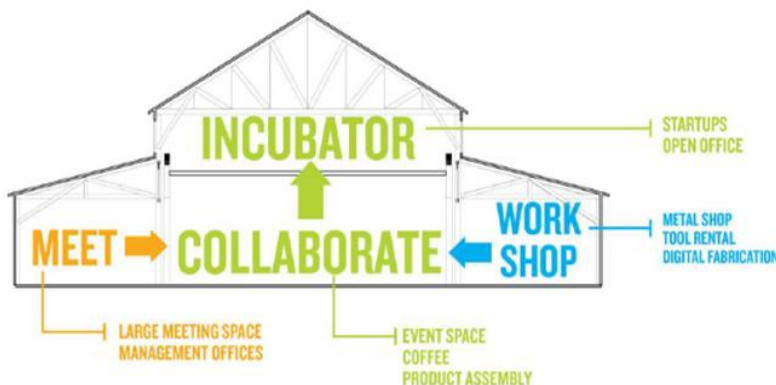 INCUBATOR
STARTUPS
OPEN OFFICE
MEET
COLLABORATE
WORK
SHOP
METAL SHOP
TOOL RENTAL
DIGITAL FABRICATION
LARGE MEETING SPACE
MANAGEMENT OFFICES
EVENT SPACE
COFFEE
PRODUCT ASSEMBLY